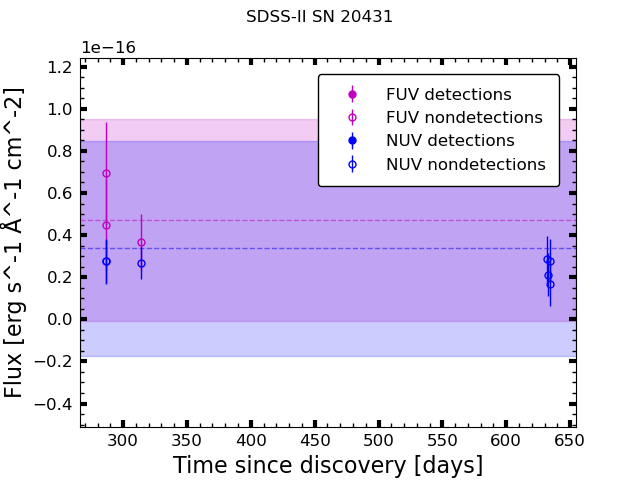 SDSS-II SN 20431
1e−16
1.2
1.0
0.8
0.6
0.4
0.2
0.0
−0.2
−0.4
Flux [erg s^-1 Å^-1 cm^-2]
FUV detections
FUV nondetections
NUV detections
NUV nondetections
300 350 400 450 500 550 600 650
Time since discovery [days]